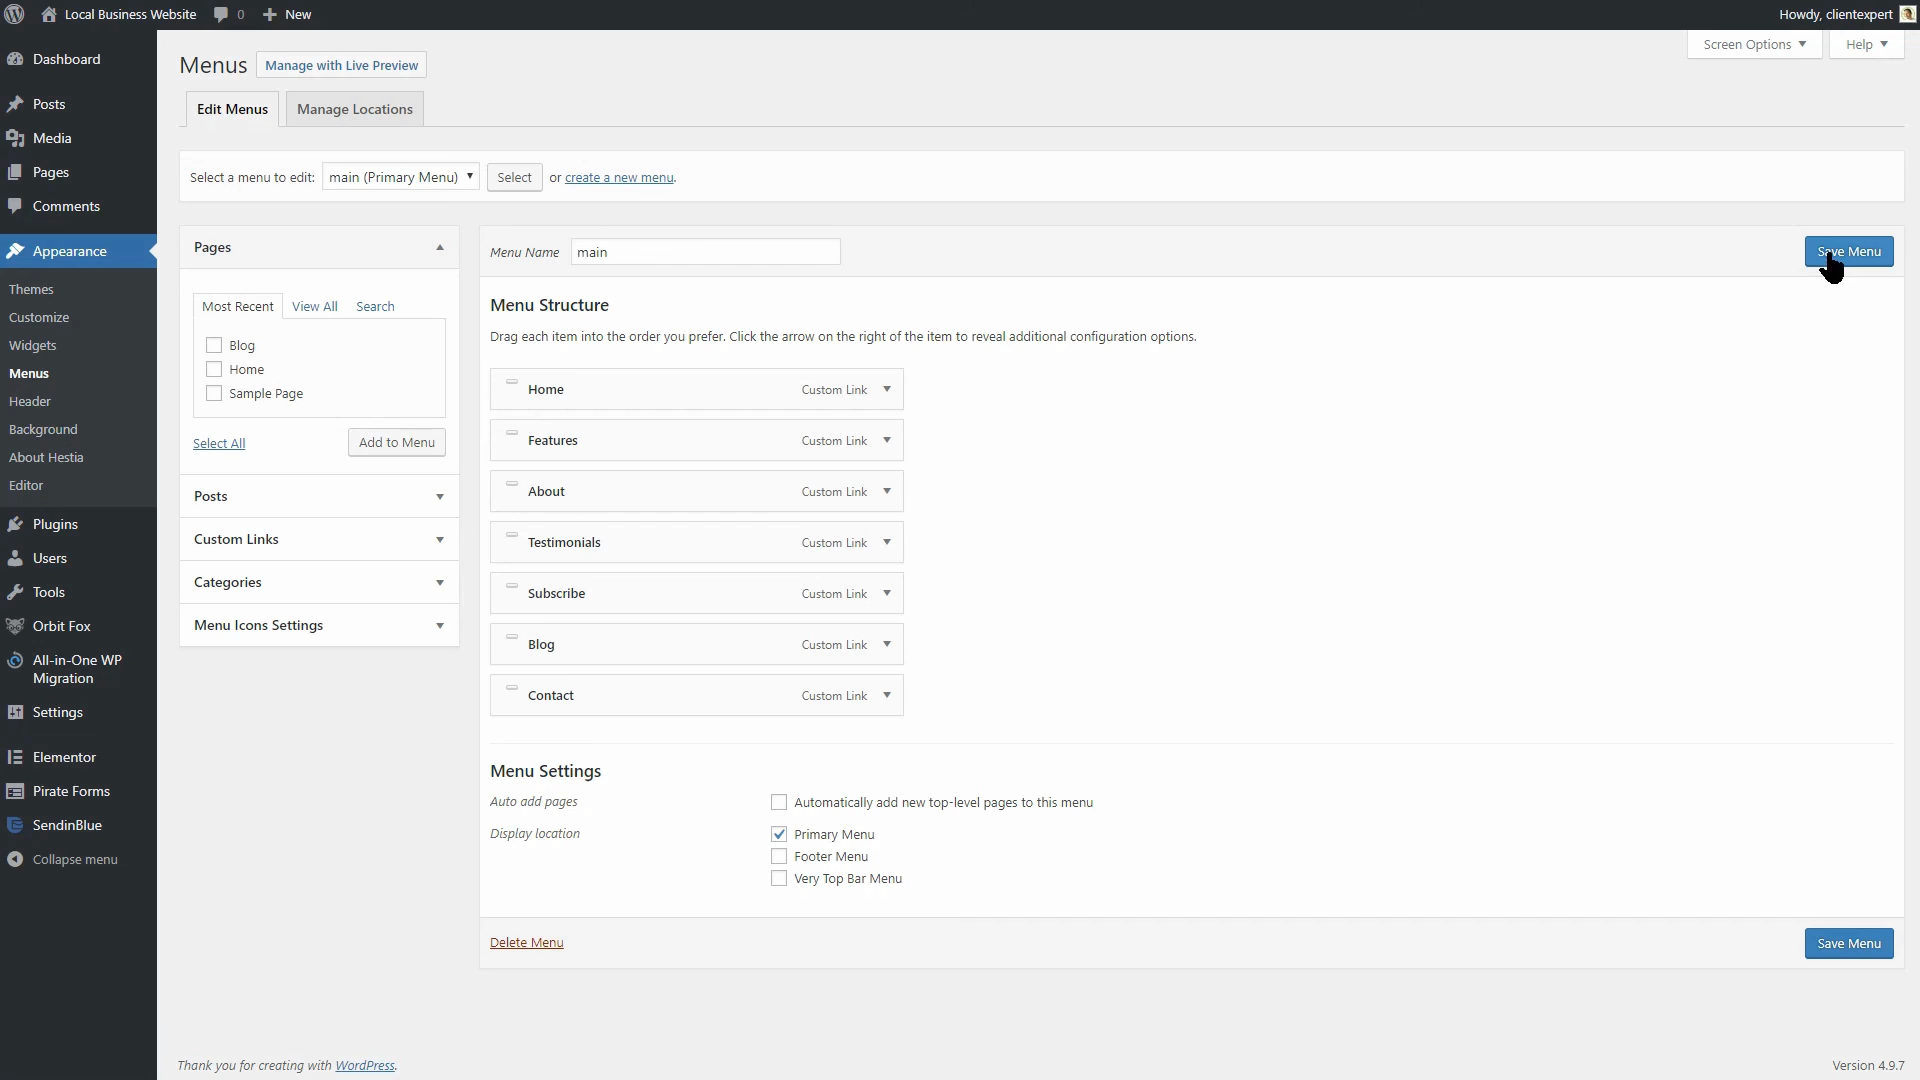 Local Business Website 0 New Howdy, clientexpert
Screen Options Help
Menus Manage with Live Preview
Edit Menus Manage Locations
Select a menu to edit: main (Primary Menu) Select or create a new menu.
Dashboard
Posts
Media
Pages
Comments
Appearance
Themes
Customize
Widgets
Menus
Header
Background
About Hestia
Editor
Plugins
Users
Tools
Orbit Fox
All-in-One WP
Migration
Settings
Elementor
Pirate Forms
SendinBlue
Collapse menu
Pages
Most Recent View All Search
Blog
Home
Sample Page
Select All Add to Menu
Posts
Custom Links
Categories
Menu Icons Settings
Menu Name main Save Menu
Menu Structure
Drag each item into the order you prefer. Click the arrow on the right of the item to reveal additional configuration options.
Home Custom Link
Features Custom Link
About Custom Link
Testimonials Custom Link
Subscribe Custom Link
Blog Custom Link
Contact Custom Link
Menu Settings
Auto add pages Automatically add new top-level pages to this menu
Display location Primary Menu
Footer Menu
Very Top Bar Menu
Delete Menu Save Menu
Thank you for creating with WordPress. Version 4.9.7